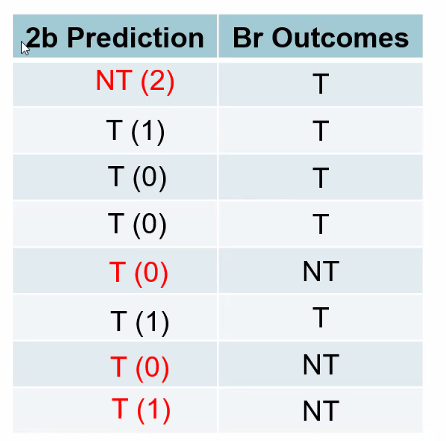 2b Prediction Br Outcomes
NT (2) T
T (1) T
T (0) T
T (0) T
T (0) NT
T (1) T
T (0) NT
T (1) NT